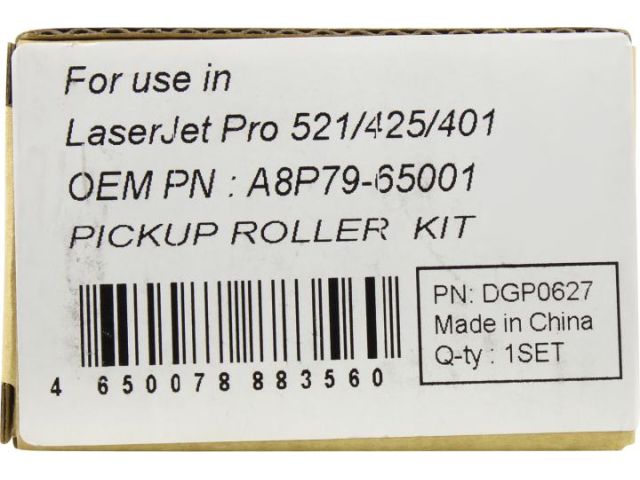 For use in
LaserJet Pro 521/425/401
OEM PN : A8P79-65001
PICKUP ROLLER KIT
PN: DGP0627
Made in China
Q-ty : 1SET
4 650078 883560